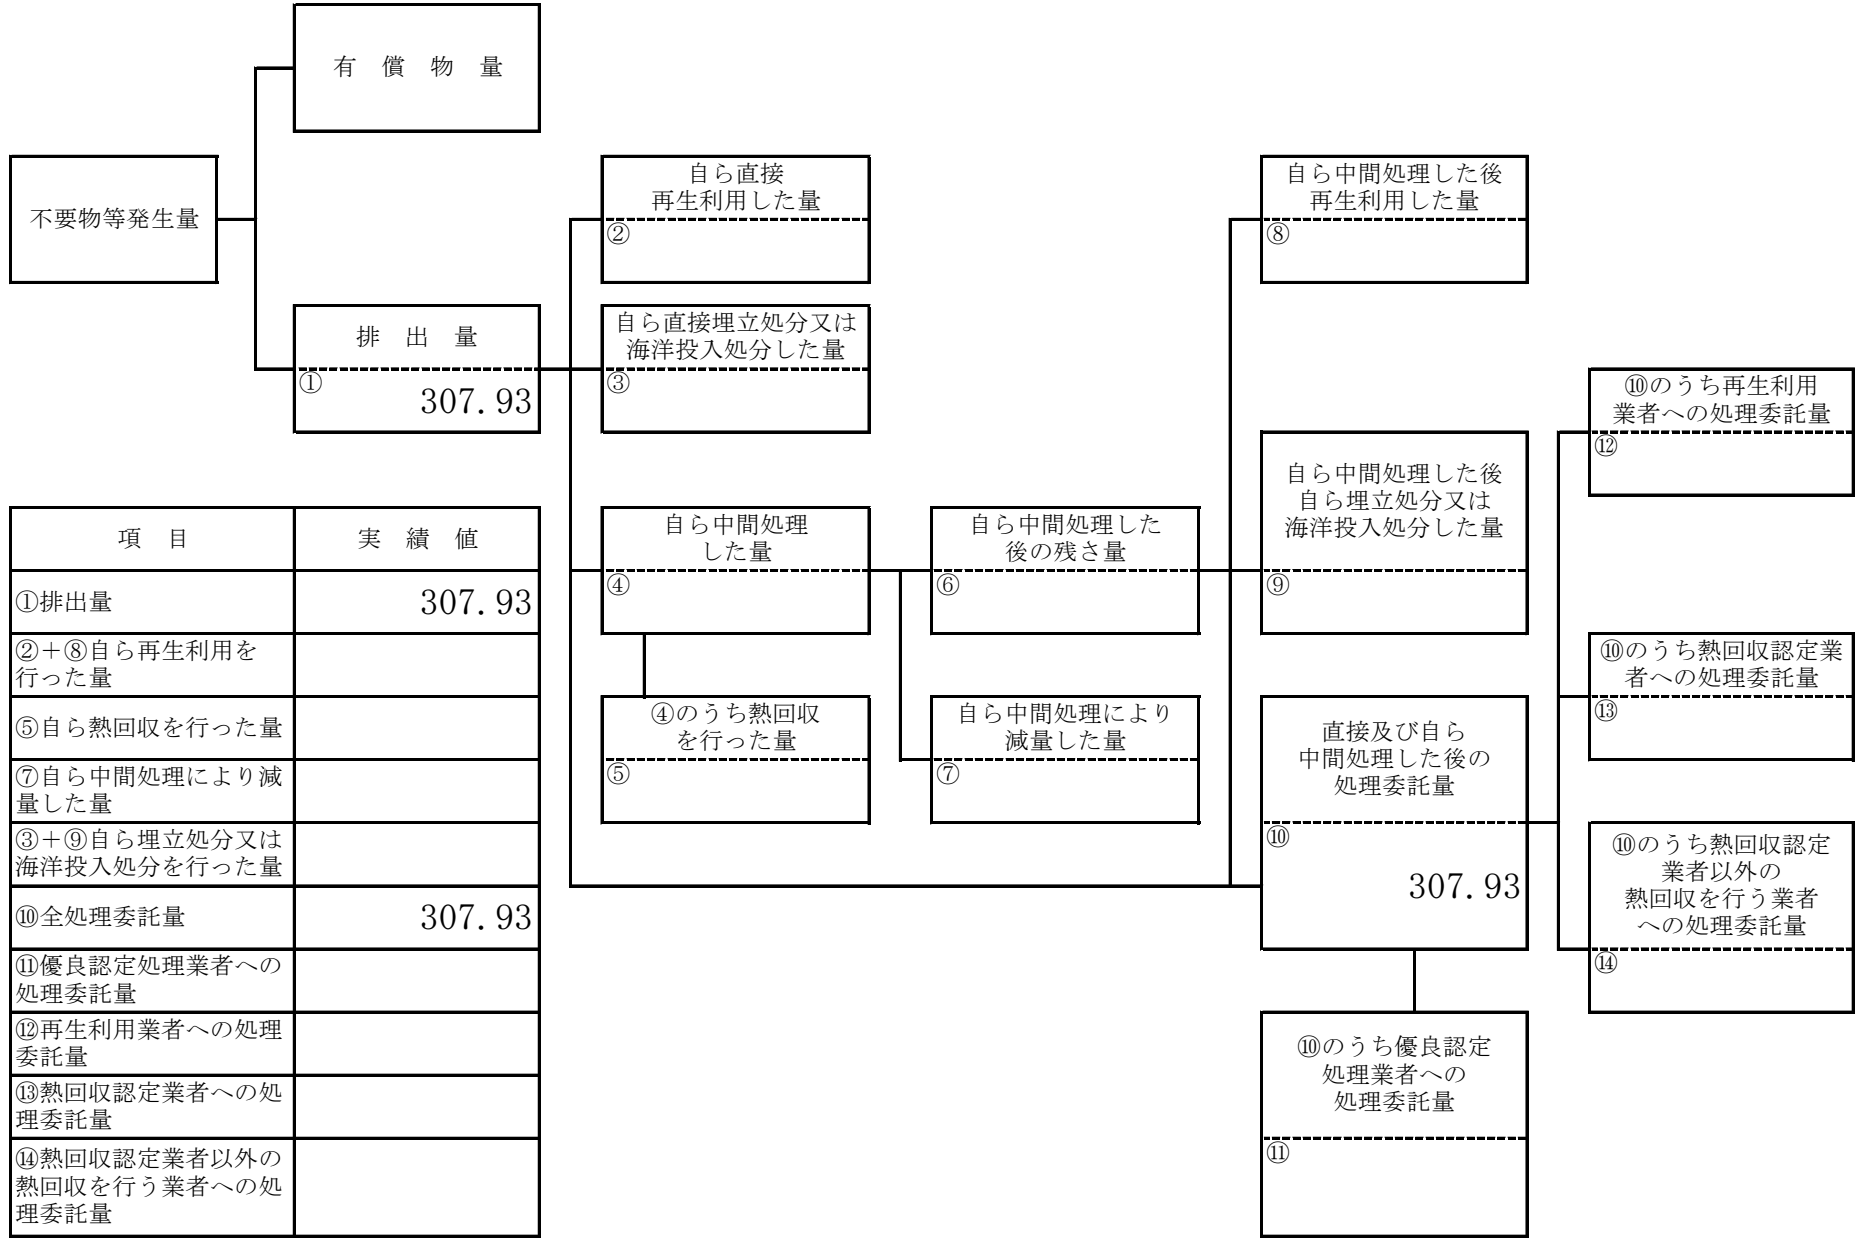 有 償 物 量
不要物等発生量
排 出 量
①
307.93
自ら直接
再生利用した量
②
自ら直接埋立処分又は
海洋投入処分した量
③
自ら中間処理
した量
④
④のうち熱回収
を行った量
⑤
自ら中間処理した
後の残さ量
⑥
自ら中間処理により
減量した量
⑦
自ら中間処理した後
再生利用した量
⑧
自ら中間処理した後
自ら埋立処分又は
海洋投入処分した量
⑨
直接及び自ら
中間処理した後の
処理委託量
⑩
307.93
⑩のうち優良認定
処理業者への
処理委託量
⑪
⑩のうち再生利用
業者への処理委託量
⑫
⑩のうち熱回収認定業
者への処理委託量
⑬
⑩のうち熱回収認定
業者以外の
熱回収を行う業者
への処理委託量
⑭
項 目 実 績 値
①排出量 307.93
②＋⑧自ら再生利用を
行った量
⑤自ら熱回収を行った量
⑦自ら中間処理により減
量した量
③＋⑨自ら埋立処分又は
海洋投入処分を行った量
⑩全処理委託量 307.93
⑪優良認定処理業者への
処理委託量
⑫再生利用業者への処理
委託量
⑬熱回収認定業者への処
理委託量
⑭熱回収認定業者以外の
熱回収を行う業者への処
理委託量